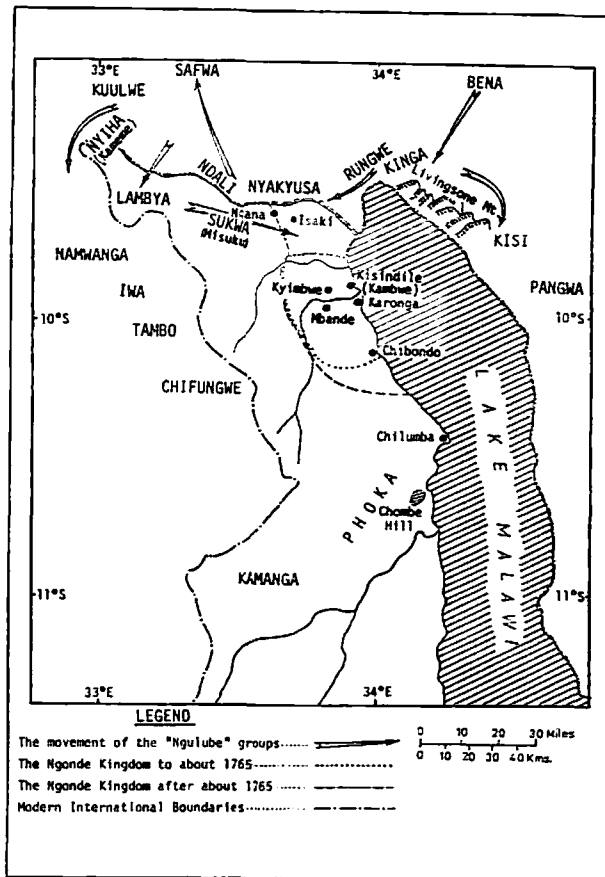 33°E
SAFWA
34°E
BENA
KUULWE
NYIHA
(Kameme)
NDALI
NYAKYUSA
RUNGWE
KINGA
Livingsone Mt.
LAMBYA
SUKWA
(Misuku)
Isaki
KISI
NAMWANGA
IWA
TAMBO
CHIFUNGWE
Kyimbwe
Kisindile
(Kambwe)
Karonga
Mbande
PANGWA
10°S
10°S
Chibondo
Chilumba
LAKE MALAWI
PHOKA
Chombe
Hill
KAMANGA
11°S
11°S
33°E
34°E
LEGEND
The movement of the "Ngulube" groups
The Ngonde Kingdom to about 1765
The Ngonde Kingdom after about 1765
Modern International Boundaries
0 10 20 30 Miles
0 10 20 30 40 Kms.